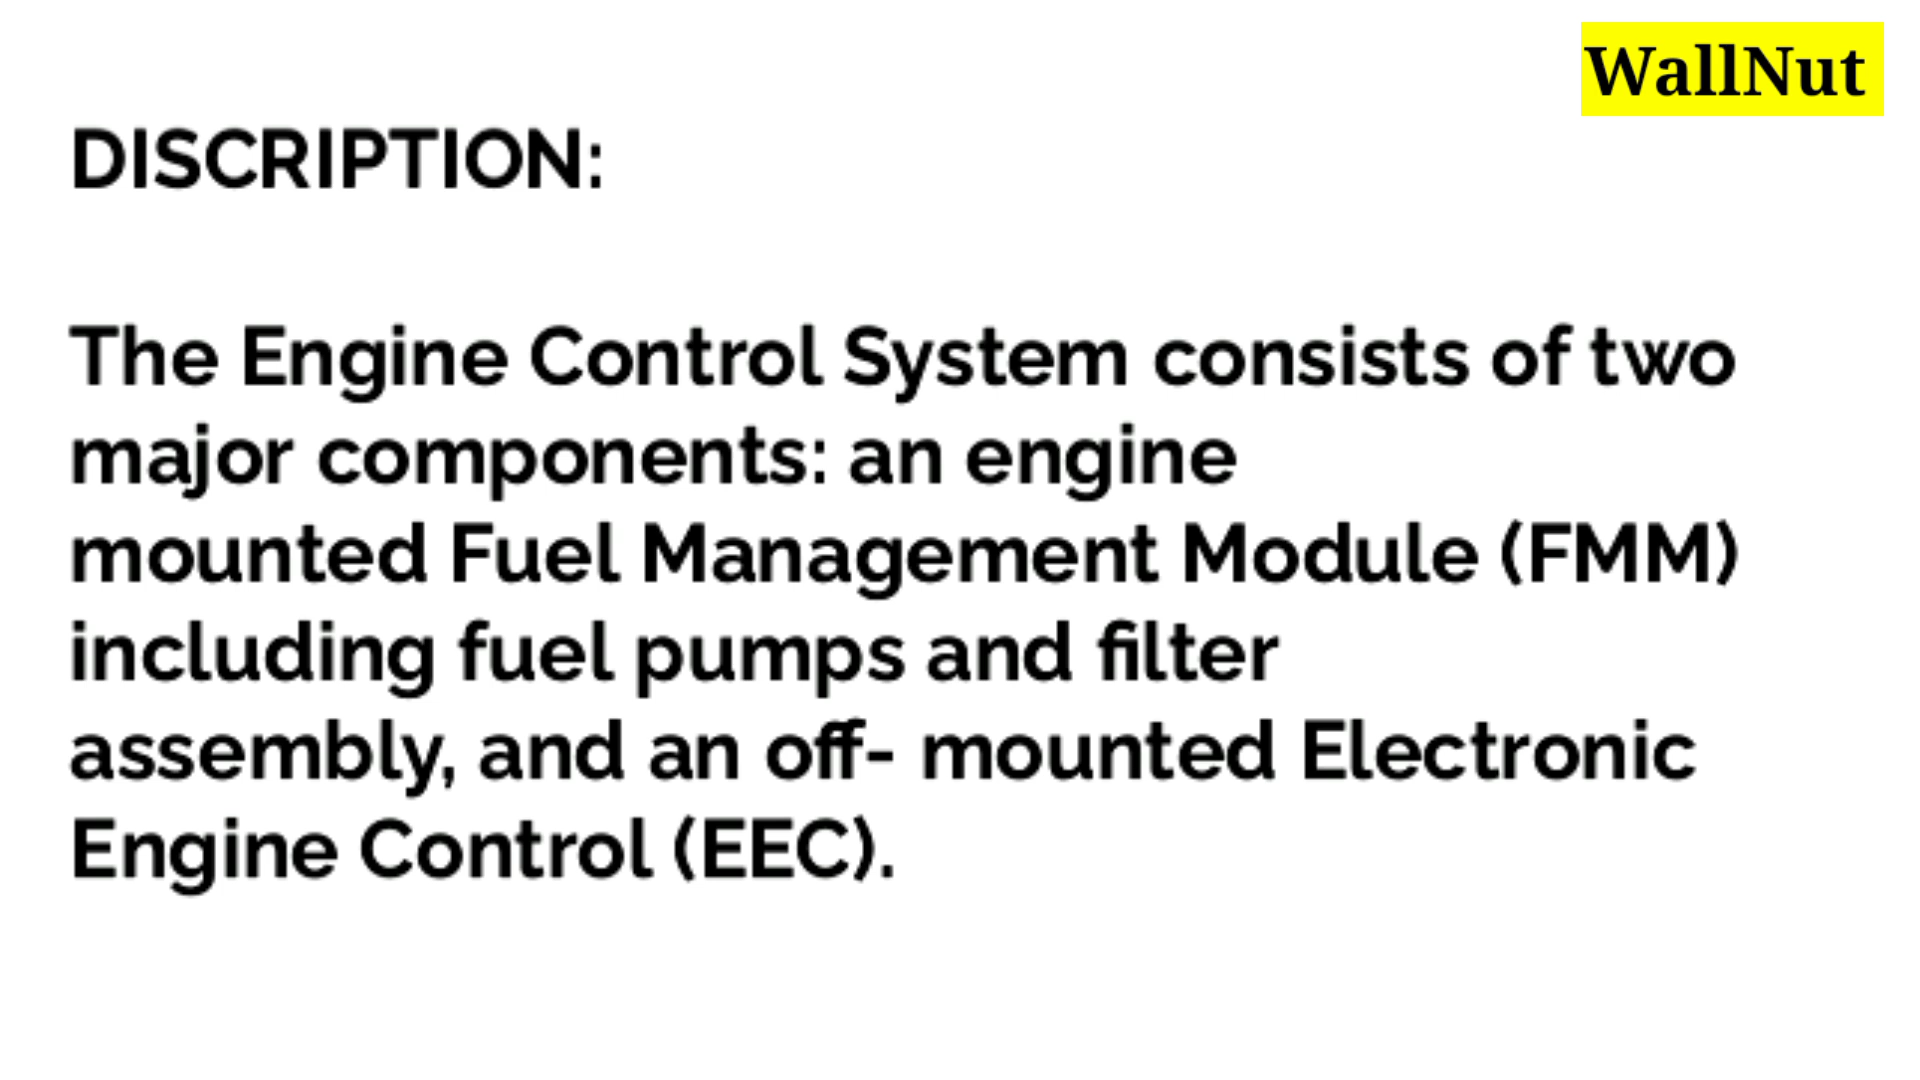 WallNut
DISCRIPTION:
The Engine Control System consists of two
major components: an engine
mounted Fuel Management Module (FMM)
including fuel pumps and filter
assembly, and an off- mounted Electronic
Engine Control (EEC).